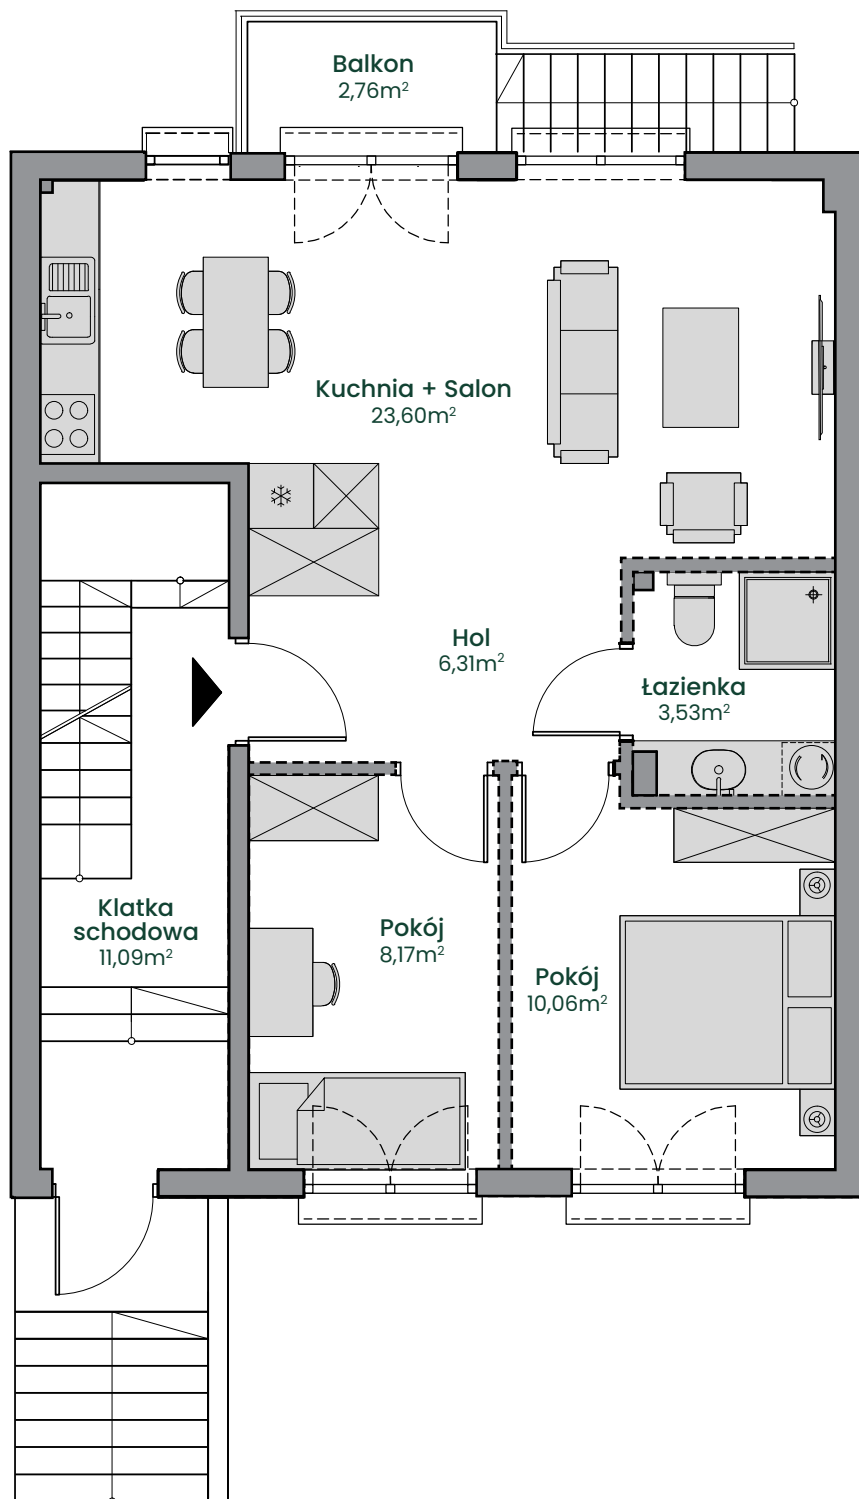 Balkon
2,76m²
Kuchnia + Salon
23,60m²
Hol
6,31m²
Łazienka
3,53m²
Klatka
schodowa
11,09m²
Pokój
8,17m²
Pokój
10,06m²